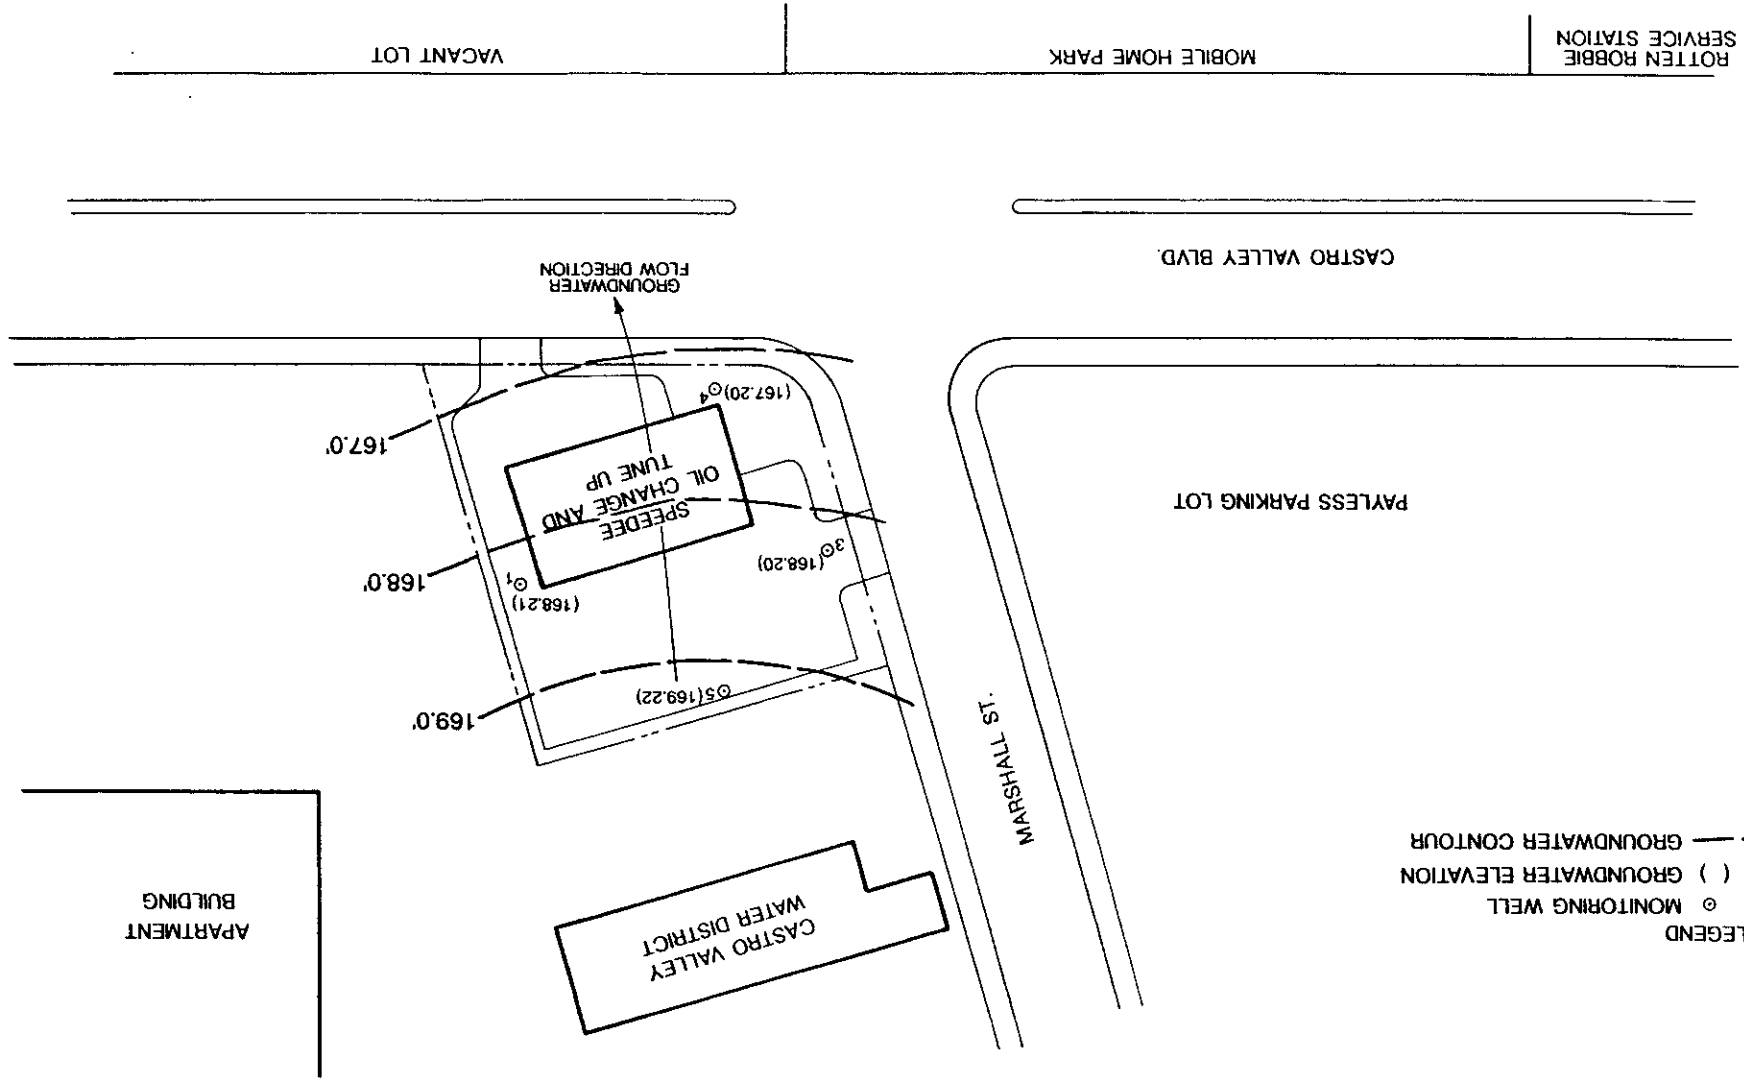 LEGEND
⊙ MONITORING WELL
( ) GROUNDWATER ELEVATION
GROUNDWATER CONTOUR
APARTMENT
BUILDING
CASTRO VALLEY
WATER DISTRICT
MARSHALL ST.
169.0'
5(169.22)
(168.21)
1
168.0'
3
(168.20)
SPEEDEE
OIL CHANGE AND
TUNE UP
PAYLESS PARKING LOT
167.0'
(167.20)
4
GROUNDWATER
FLOW DIRECTION
CASTRO VALLEY BLVD.
ROTTEN ROBBIE
SERVICE STATION
MOBILE HOME PARK
VACANT LOT